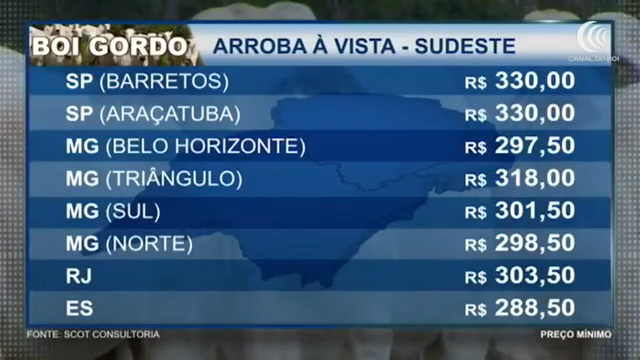 BOI GORDO ARROBA À VISTA - SUDESTE
CANAL DO BOI
SP (BARRETOS) R$ 330,00
SP (ARAÇATUBA) R$ 330,00
MG (BELO HORIZONTE) R$ 297,50
MG (TRIÂNGULO) R$ 318,00
MG (SUL) R$ 301,50
MG (NORTE) R$ 298,50
RJ R$ 303,50
ES R$ 288,50
FONTE: SCOT CONSULTORIA PREÇO MÍNIMO